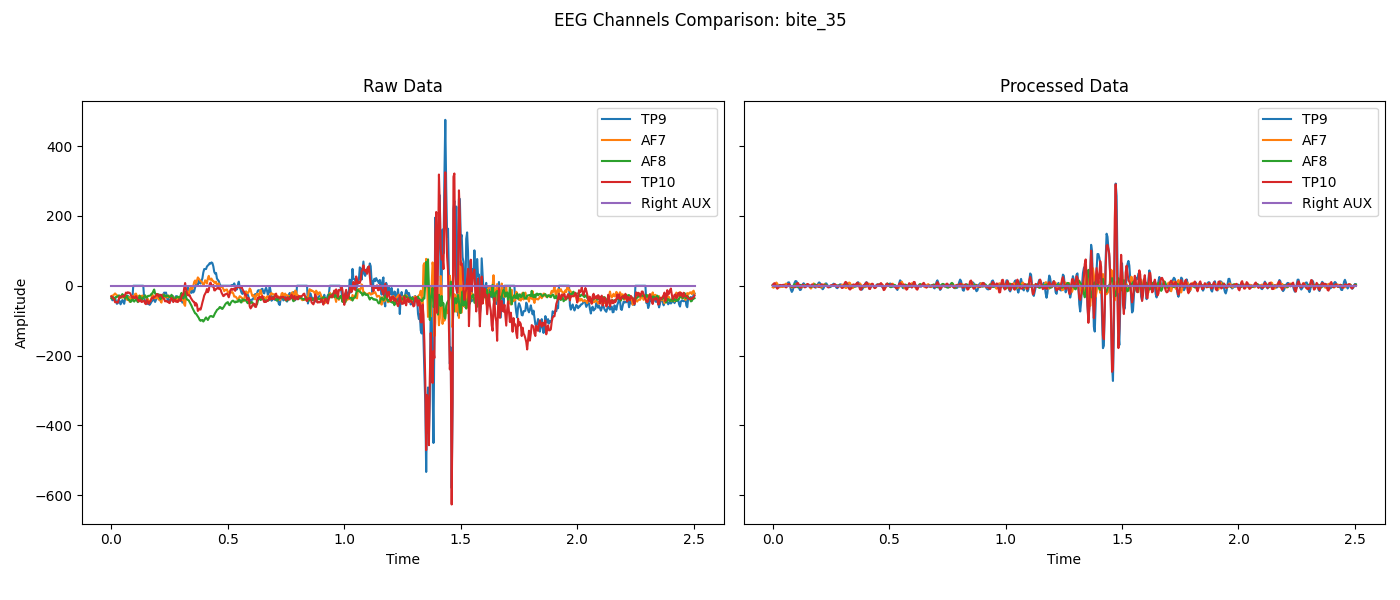 EEG Channels Comparison: bite_35
Raw Data
Processed Data
Amplitude
400
200
0
−200
−400
−600
TP9
AF7
AF8
TP10
Right AUX
TP9
AF7
AF8
TP10
Right AUX
0.0 0.5 1.0 1.5 2.0 2.5
0.0 0.5 1.0 1.5 2.0 2.5
Time
Time